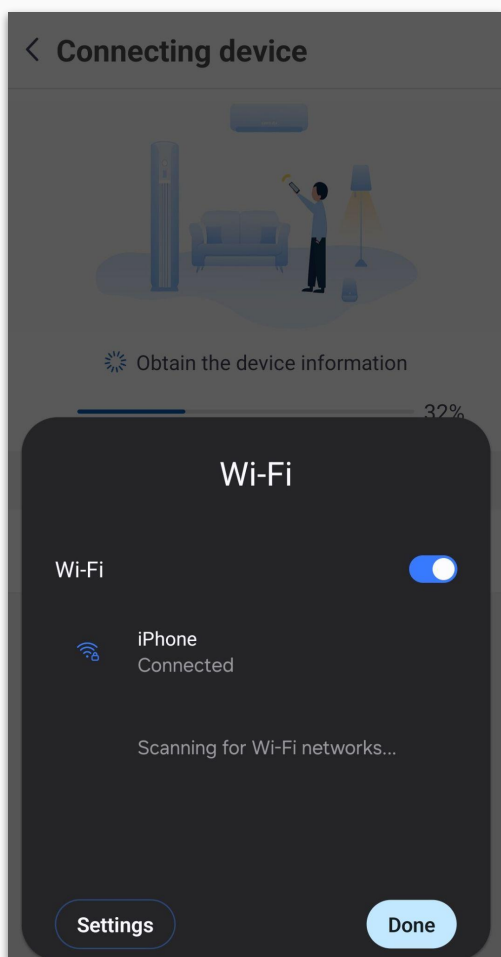 Connecting device
Obtain the device information
32%
Wi-Fi
Wi-Fi
iPhone
Connected
Scanning for Wi-Fi networks...
Settings
Done